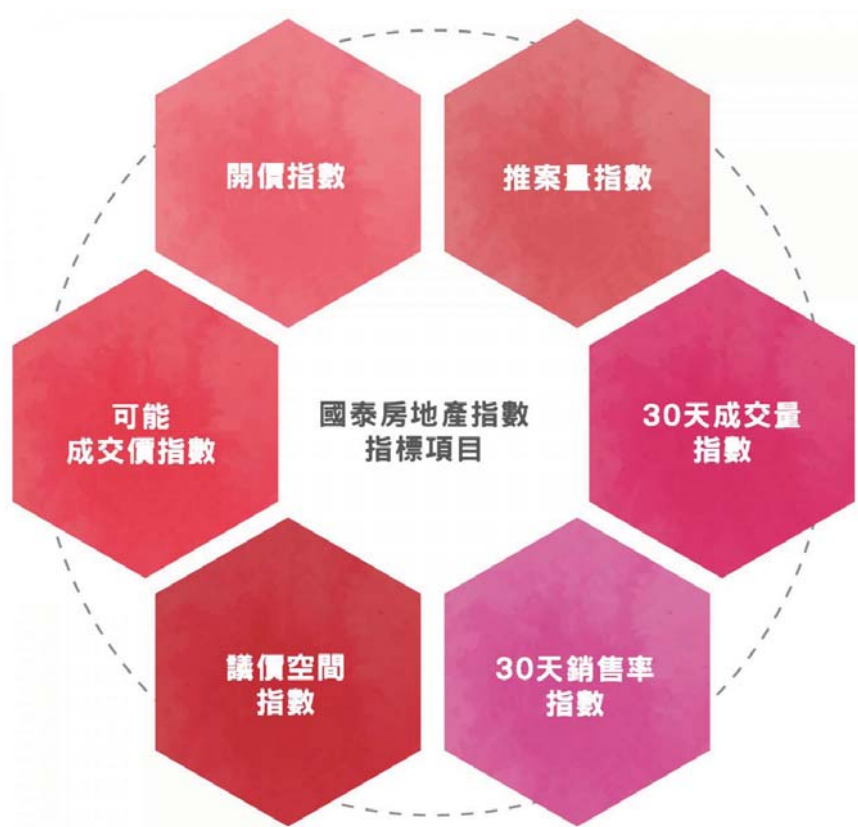 開價指數
推案量指數
可能
成交價指數
國泰房地產指數
指標項目
30天成交量
指數
議價空間
指數
30天銷售率
指數